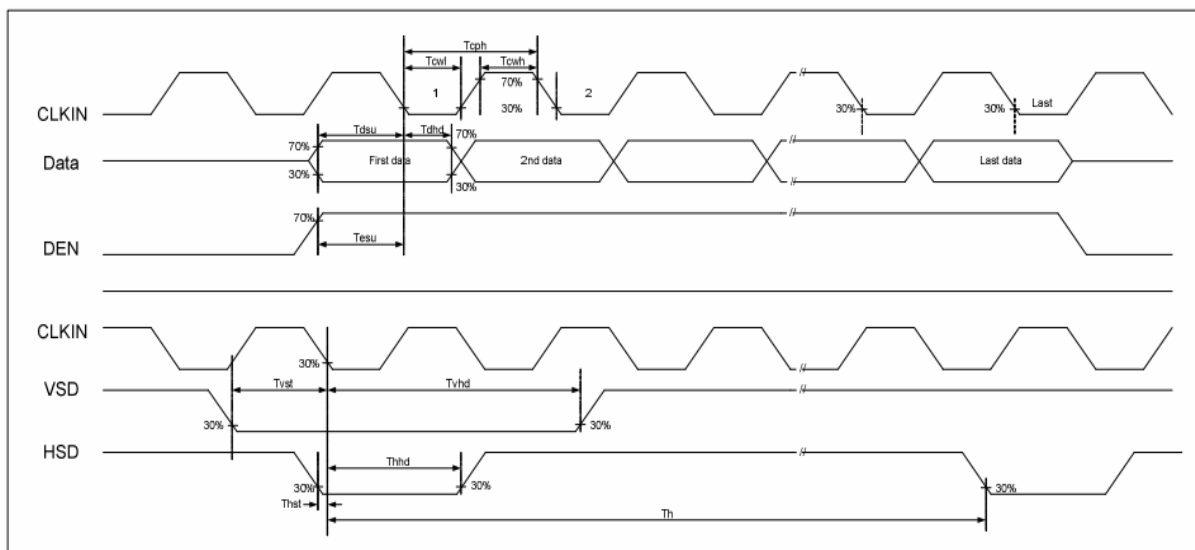 Tcph
Tcwl Tcwh
1 70% 2
30% 30% 30% Last
CLKIN
Tdsu Tdhd
70% 70%
Data First data 2nd data Last data
30% 30%
70%
DEN Tesu
CLKIN
30%
VSD Tvst Tvhd
30% 30%
HSD Thhd
30% 30% 30%
Thst
Th